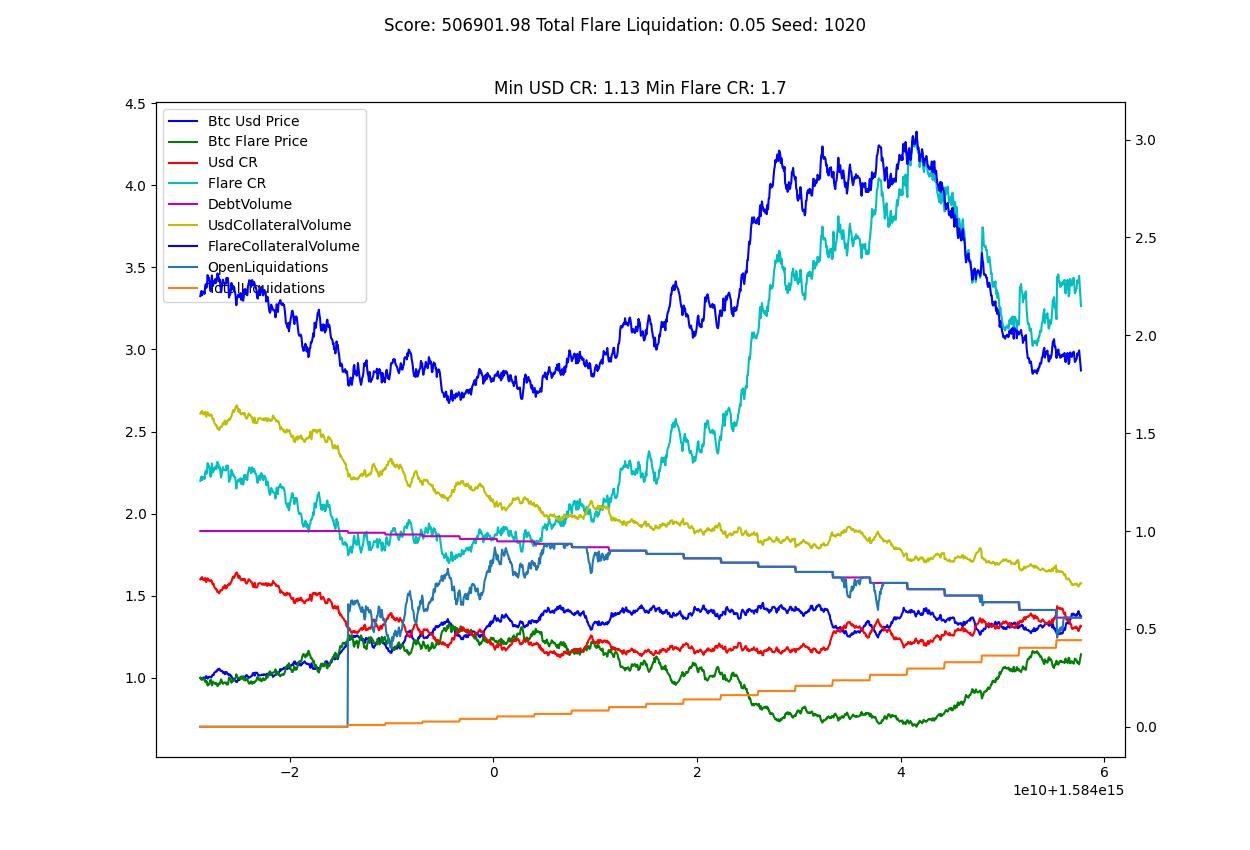 Score: 506901.98 Total Flare Liquidation: 0.05 Seed: 1020
Min USD CR: 1.13 Min Flare CR: 1.7
4.5
4.0
3.5
3.0
2.5
2.0
1.5
1.0
Btc Usd Price
Btc Flare Price
Usd CR
Flare CR
DebtVolume
UsdCollateralVolume
FlareCollateralVolume
OpenLiquidations
TotalLiquidations
3.0
2.5
2.0
1.5
1.0
0.5
0.0
−2 0 2 4 6
1e10+1.584e15